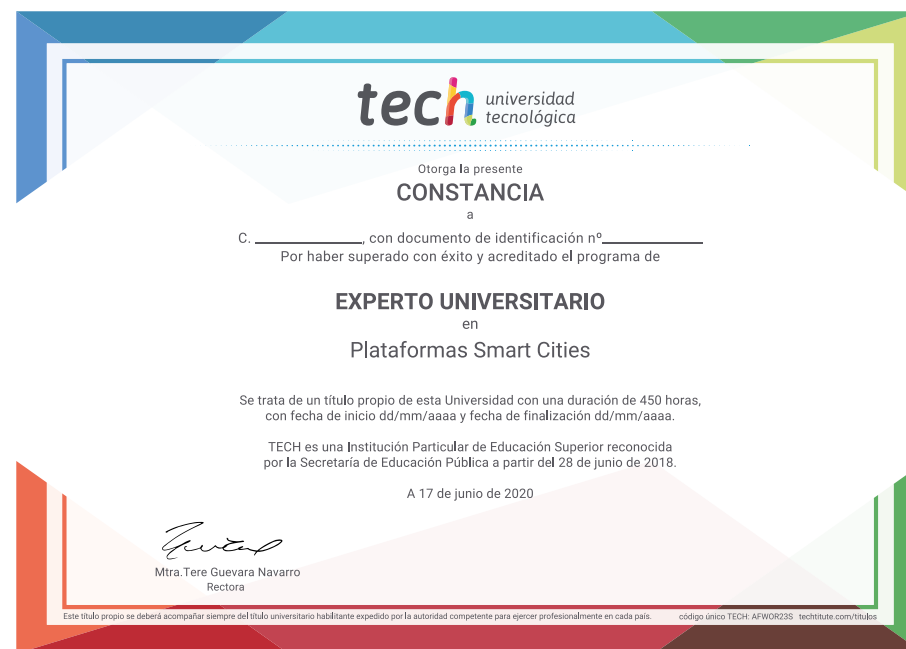 tech universidad
tecnológica
Otorga la presente
CONSTANCIA
a
C. ____________, con documento de identificación nº____________
Por haber superado con éxito y acreditado el programa de
EXPERTO UNIVERSITARIO
en
Plataformas Smart Cities
Se trata de un título propio de esta Universidad con una duración de 450 horas,
con fecha de inicio dd/mm/aaaa y fecha de finalización dd/mm/aaaa.
TECH es una Institución Particular de Educación Superior reconocida
por la Secretaría de Educación Pública a partir del 28 de junio de 2018.
A 17 de junio de 2020
Mtra.Tere Guevara Navarro
Rectora
Este título propio se deberá acompañar siempre del título universitario habilitante expedido por la autoridad competente para ejercer profesionalmente en cada país. código único TECH: AFWOR23S techtitute.com/titulos